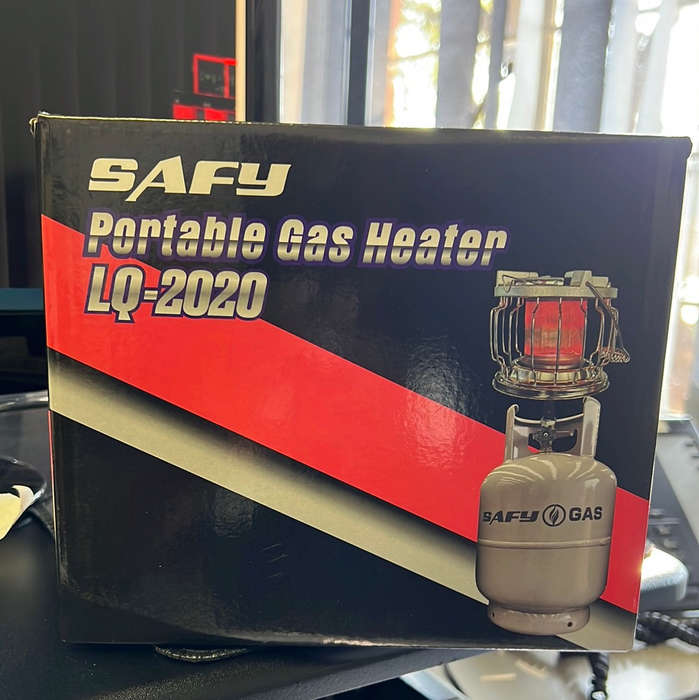 SAFY
Portable Gas Heater
LQ-2020
SAFY GAS